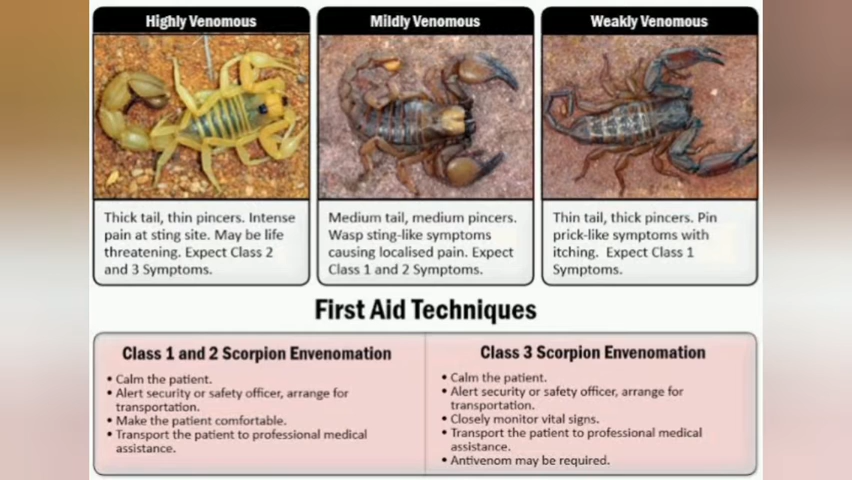 Highly Venomous
Thick tail, thin pincers. Intense
pain at sting site. May be life
threatening. Expect Class 2
and 3 Symptoms.
Mildly Venomous
Medium tail, medium pincers.
Wasp sting-like symptoms
causing localised pain. Expect
Class 1 and 2 Symptoms.
Weakly Venomous
Thin tail, thick pincers. Pin
prick-like symptoms with
itching. Expect Class 1
Symptoms.
First Aid Techniques
Class 1 and 2 Scorpion Envenomation
• Calm the patient.
• Alert security or safety officer, arrange for
transportation.
• Make the patient comfortable.
• Transport the patient to professional medical
assistance.
Class 3 Scorpion Envenomation
• Calm the patient.
• Alert security or safety officer, arrange for
transportation.
• Closely monitor vital signs.
• Transport the patient to professional medical
assistance.
• Antivenom may be required.